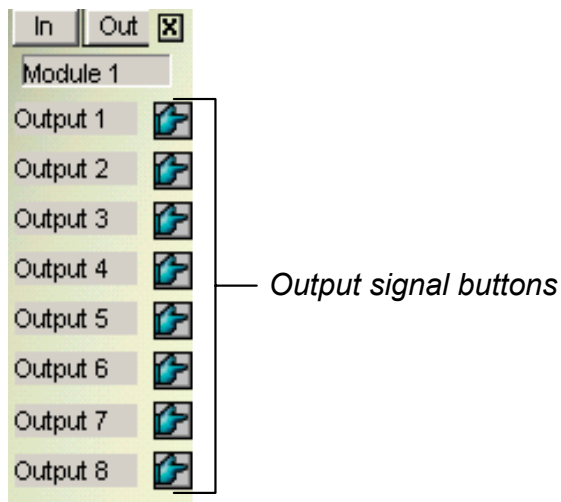 In Out X
Module 1
Output 1
Output 2
Output 3
Output 4
Output signal buttons
Output 5
Output 6
Output 7
Output 8